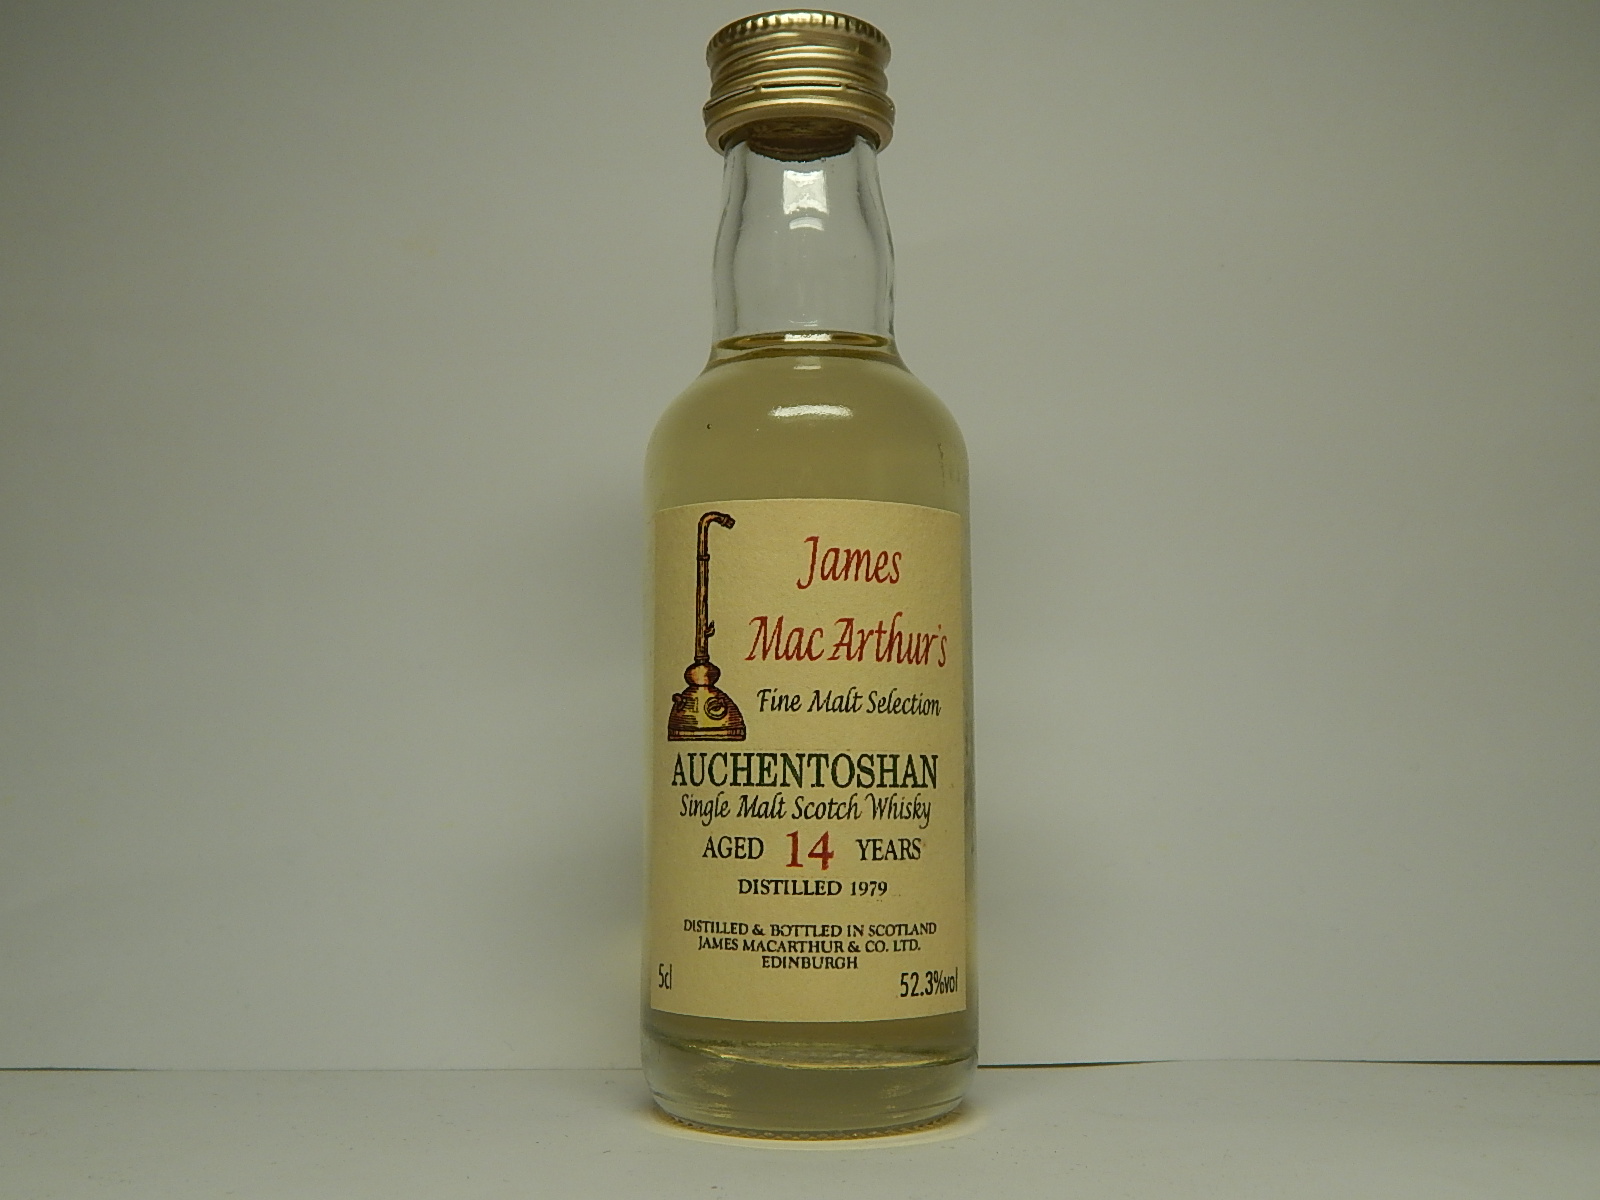 James
MacArthur's
Fine Malt Selection
AUCHENTOSHAN
Single Malt Scotch Whisky
AGED 14 YEARS
DISTILLED 1979
DISTILLED & BOTTLED IN SCOTLAND
JAMES MACARTHUR & CO. LTD.
EDINBURGH
5cl 52.3%vol